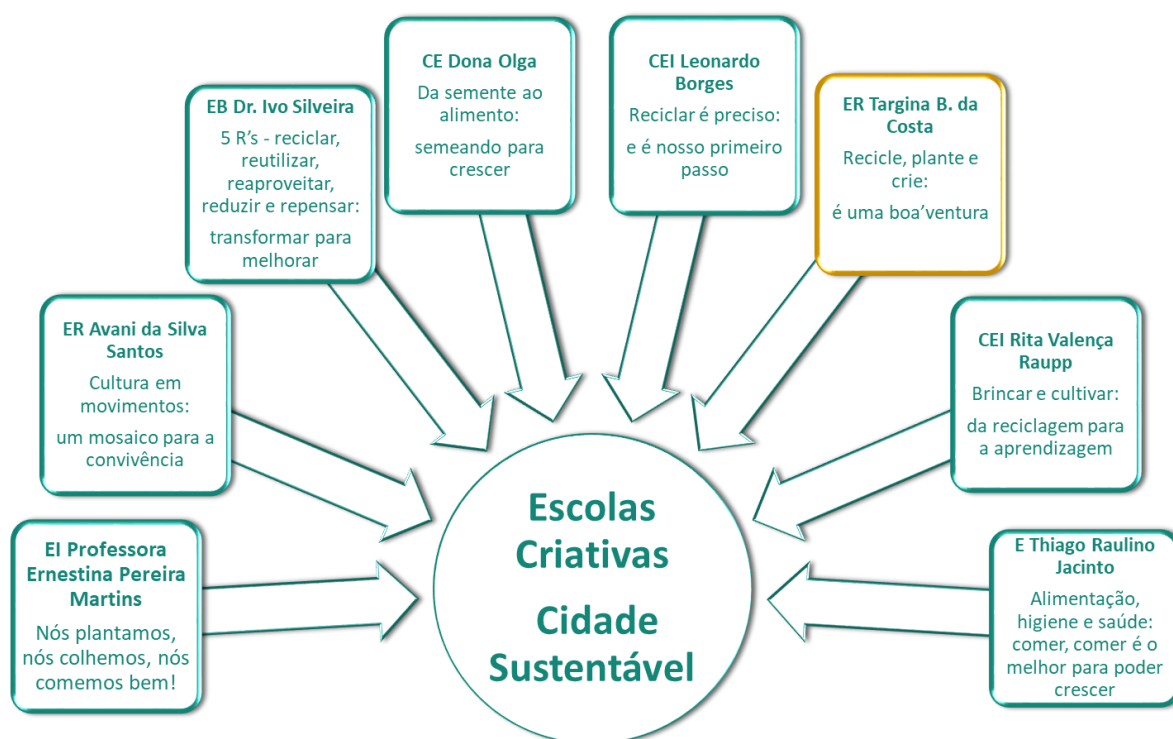 EI Professora
Ernestina Pereira
Martins
Nós plantamos,
nós colhemos, nós
comemos bem!
ER Avani da Silva
Santos
Cultura em
movimentos:
um mosaico para a
convivência
EB Dr. Ivo Silveira
5 R’s - reciclar,
reutilizar,
reaproveitar,
reduzir e repensar:
transformar para
melhorar
CE Dona Olga
Da semente ao
alimento:
semeando para
crescer
CEI Leonardo
Borges
Reciclar é preciso:
e é nosso primeiro
passo
ER Targina B. da
Costa
Recicle, plante e
crie:
é uma boa’ventura
CEI Rita Valença
Raupp
Brincar e cultivar:
da reciclagem para
a aprendizagem
E Thiago Raulino
Jacinto
Alimentação,
higiene e saúde:
comer, comer é o
melhor para poder
crescer
Escolas
Criativas
Cidade
Sustentável